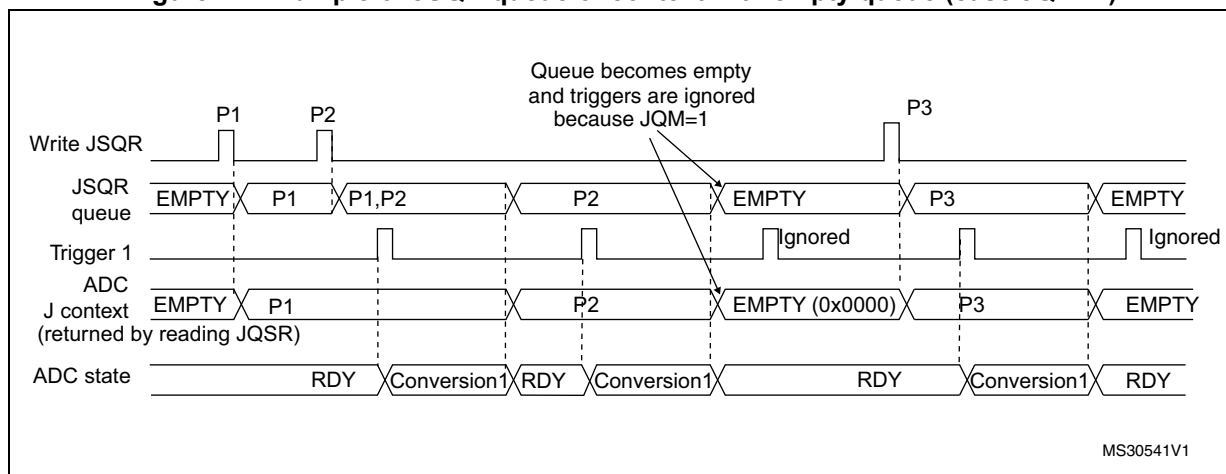 Queue becomes empty
and triggers are ignored
because JQM=1
P1
P2
P3
Write JSQR
JSQR
queue
EMPTY
P1
P1,P2
P2
EMPTY
P3
EMPTY
Trigger 1
Ignored
Ignored
ADC
J context
(returned by reading JQSR)
EMPTY
P1
P2
EMPTY (0x0000)
P3
EMPTY
ADC state
RDY
Conversion1
RDY
Conversion1
RDY
Conversion1
RDY
MS30541V1